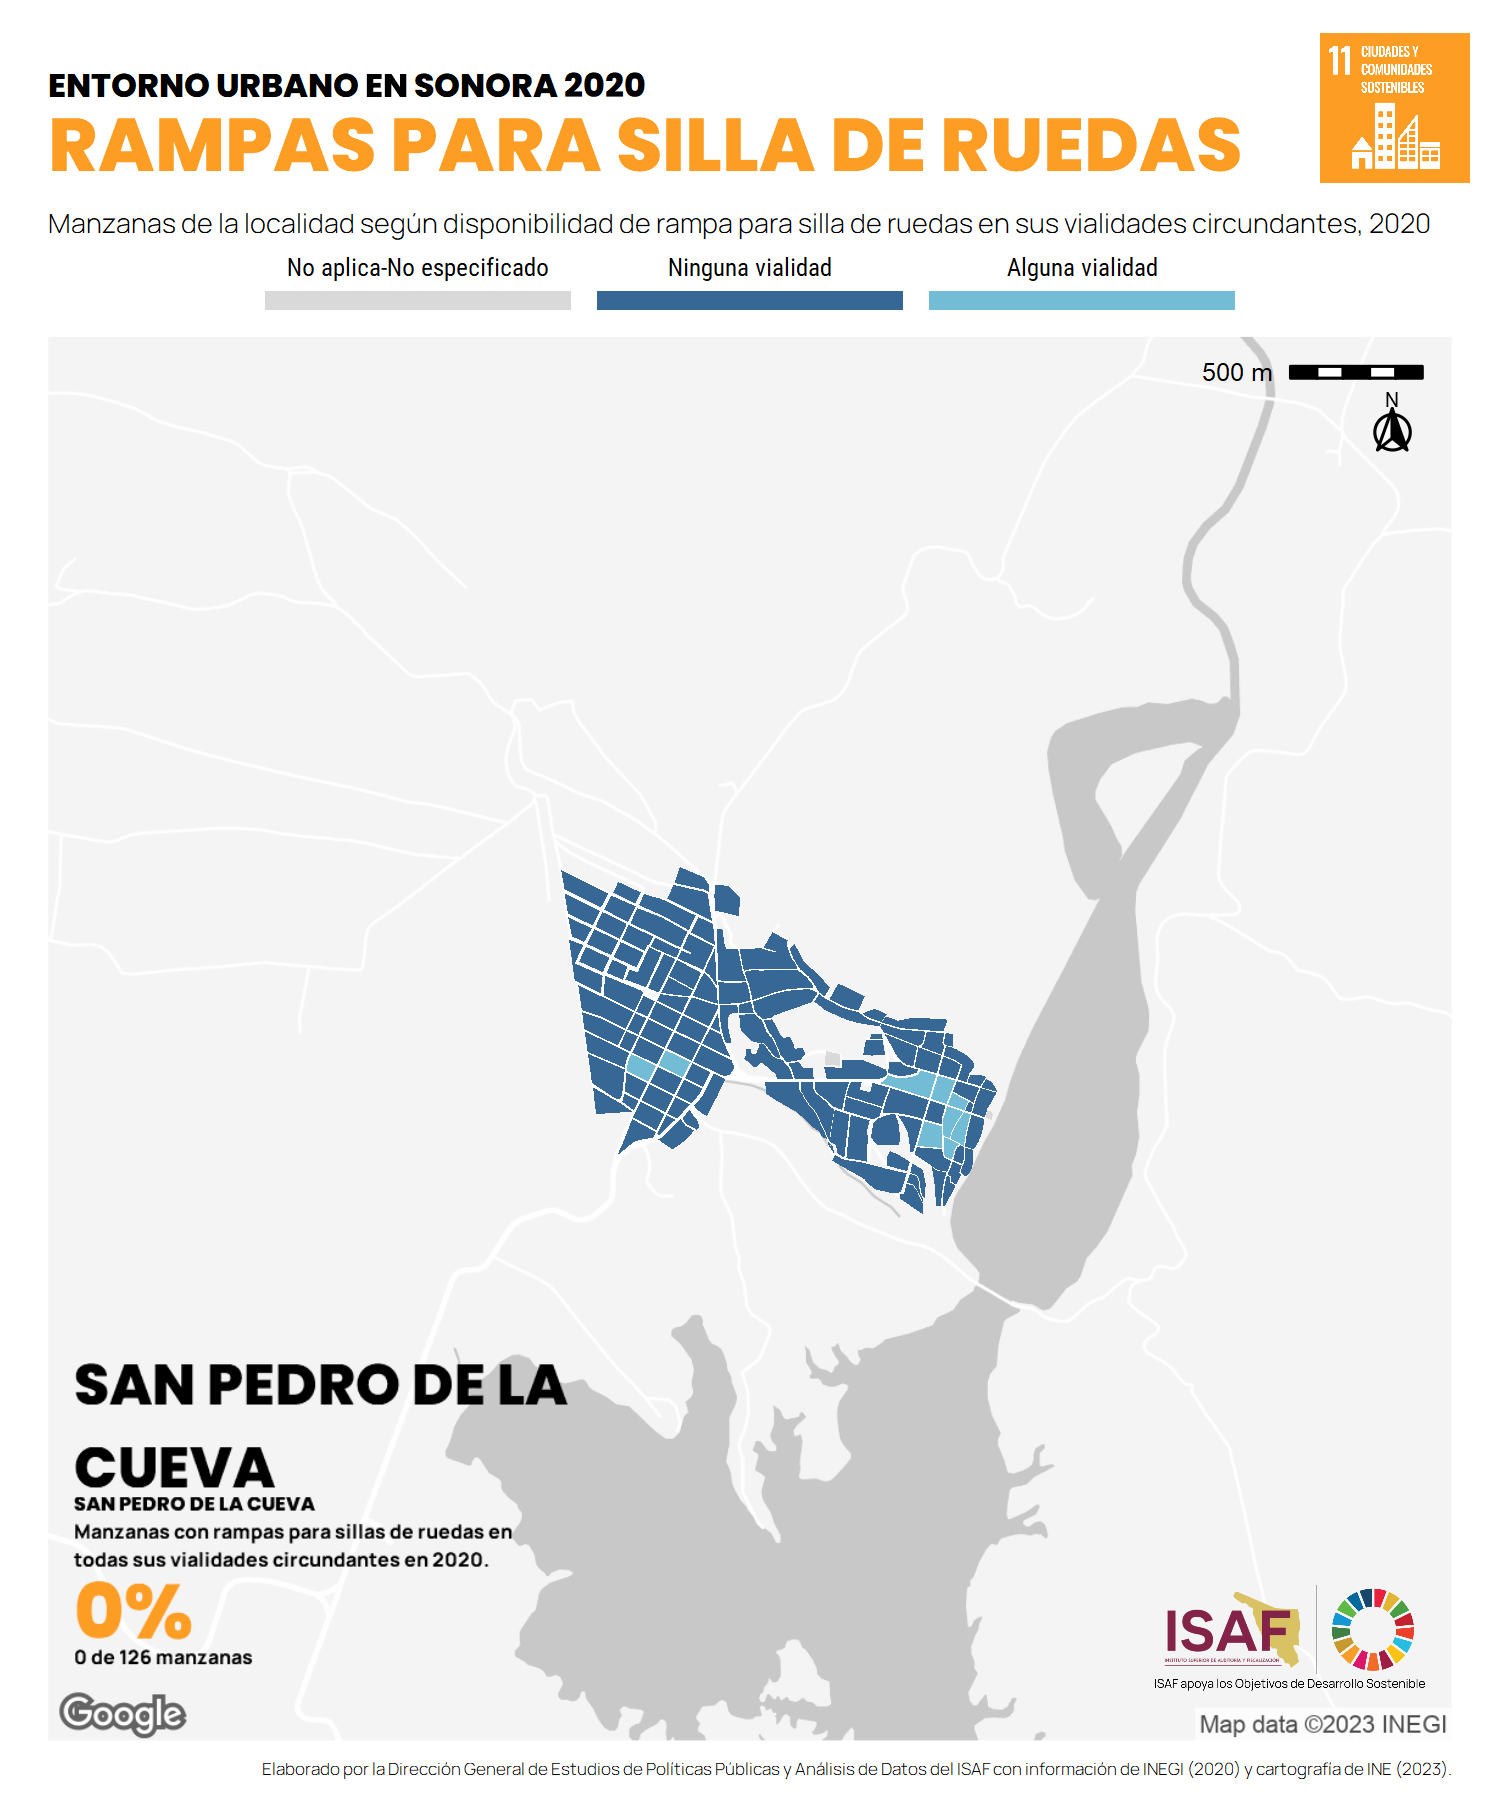 ENTORNO URBANO EN SONORA 2020
RAMPAS PARA SILLA DE RUEDAS
11 CIUDADES Y
COMUNIDADES
SOSTENIBLES
Manzanas de la localidad según disponibilidad de rampa para silla de ruedas en sus vialidades circundantes, 2020
No aplica-No especificado
Ninguna vialidad
Alguna vialidad
500 m
N
SAN PEDRO DE LA
CUEVA
SAN PEDRO DE LA CUEVA
Manzanas con rampas para sillas de ruedas en
todas sus vialidades circundantes en 2020.
0%
0 de 126 manzanas
Google
ISAF
INSTITUTO SUPERIOR DE AUDITORÍA Y FISCALIZACIÓN
ISAF apoya los Objetivos de Desarrollo Sostenible
Map data ©2023 INEGI
Elaborado por la Dirección General de Estudios de Políticas Públicas y Análisis de Datos del ISAF con información de INEGI (2020) y cartografía de INE (2023).